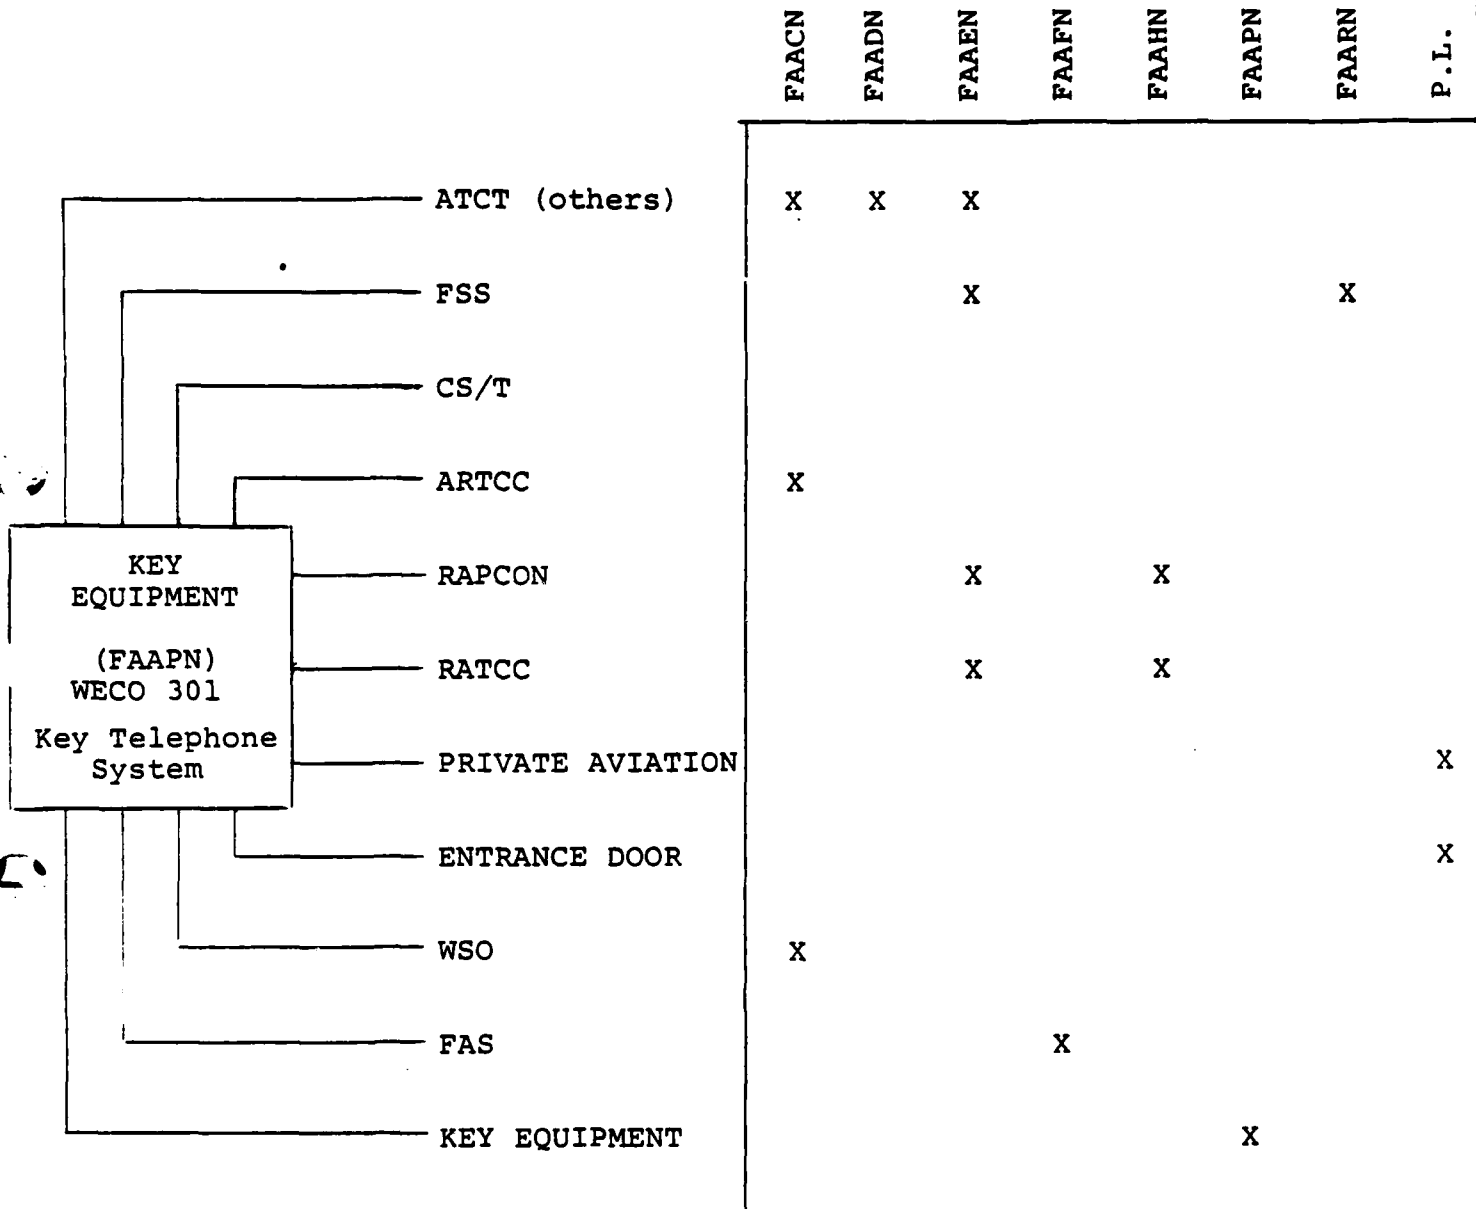 FAACN FAADN FAAEN FAAFN FAAHN FAAPN FAARN P.L.
ATCT (others) X X X
FSS X X
CS/T
ARTCC X
RAPCON X X
RATCC X X
PRIVATE AVIATION X
ENTRANCE DOOR X
WSO X
FAS X
KEY EQUIPMENT X
KEY
EQUIPMENT
(FAAPN)
WECO 301
Key Telephone
System